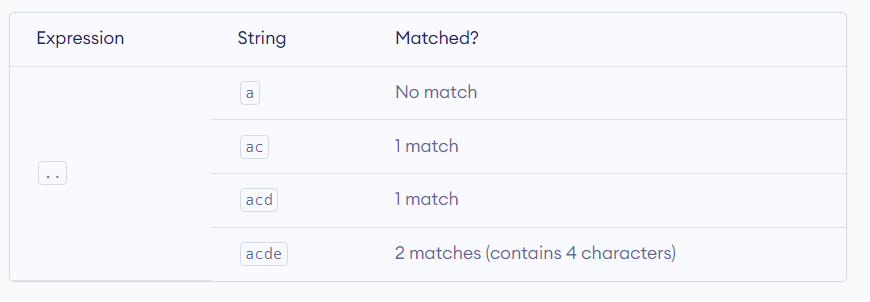 Expression String Matched?
a No match
ac 1 match
..
acd 1 match
acde 2 matches (contains 4 characters)